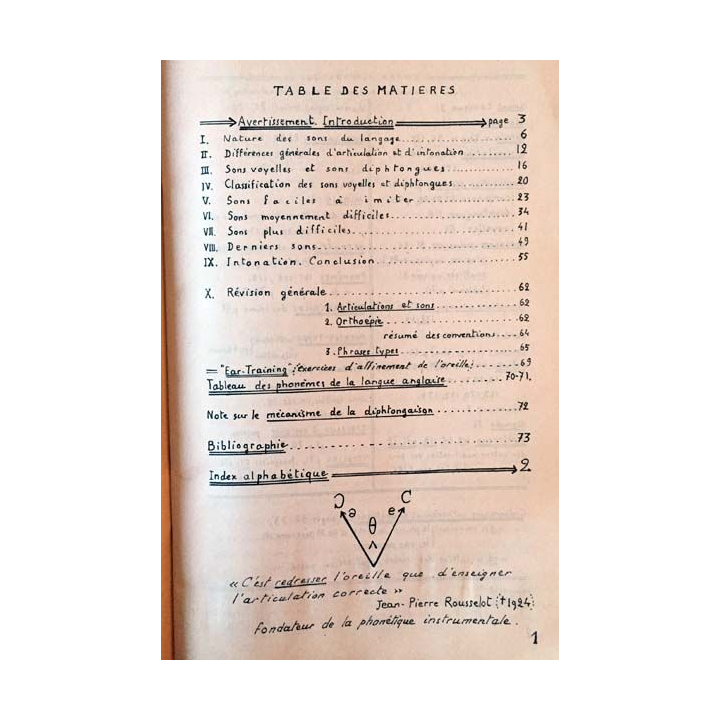 TABLE DES MATIERES
Avertissement. Introduction page 3
I. Nature des sons du langage 6
II. Différences générales d'articulation et d'intonation 12
III. Sons voyelles et sons diphtongues 16
IV. Classification des sons voyelles et diphtongues 20
V. Sons faciles à imiter 23
VI. Sons moyennement difficiles 34
VII. Sons plus difficiles 41
VIII. Derniers sons 49
IX. Intonation. Conclusion 55
X. Révision générale 62
1. Articulations et sons 62
2. Orthoépie 62
résumé des conventions 64
3. Phrases types 65
= "Ear-Training" (exercices d'affinement de l'oreille) 69
Tableau des phonèmes de la langue anglaise 70-71.
Note sur le mécanisme de la diphtongaison 72
Bibliographie 73
Index alphabétique 2
Ɔ ə e C
θ
ʌ
« C'est redresser l'oreille que d'enseigner
l'articulation correcte »
Jean-Pierre Rousselot († 1924)
fondateur de la phonétique instrumentale.
1